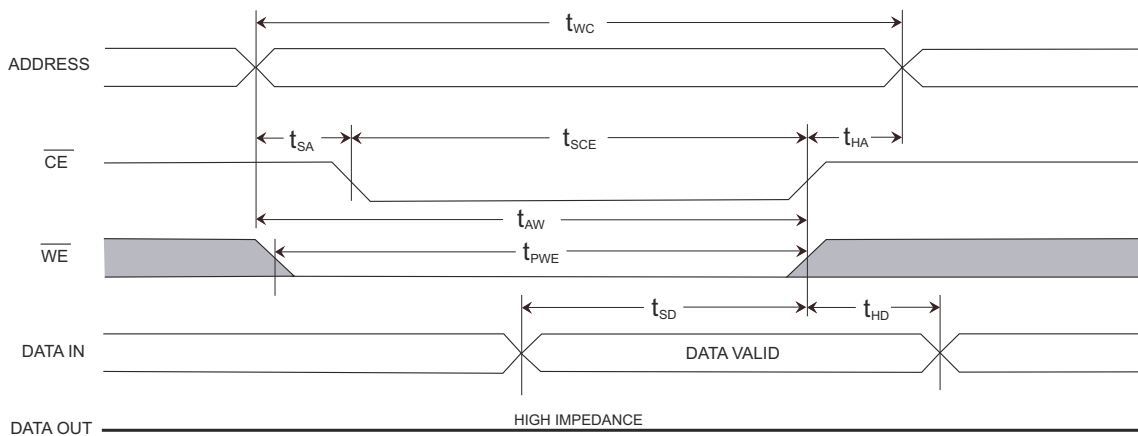 tWC
ADDRESS
tSA
tSCE
tHA
CE
tAW
WE
tPWE
tSD
tHD
DATA IN
DATA VALID
HIGH IMPEDANCE
DATA OUT